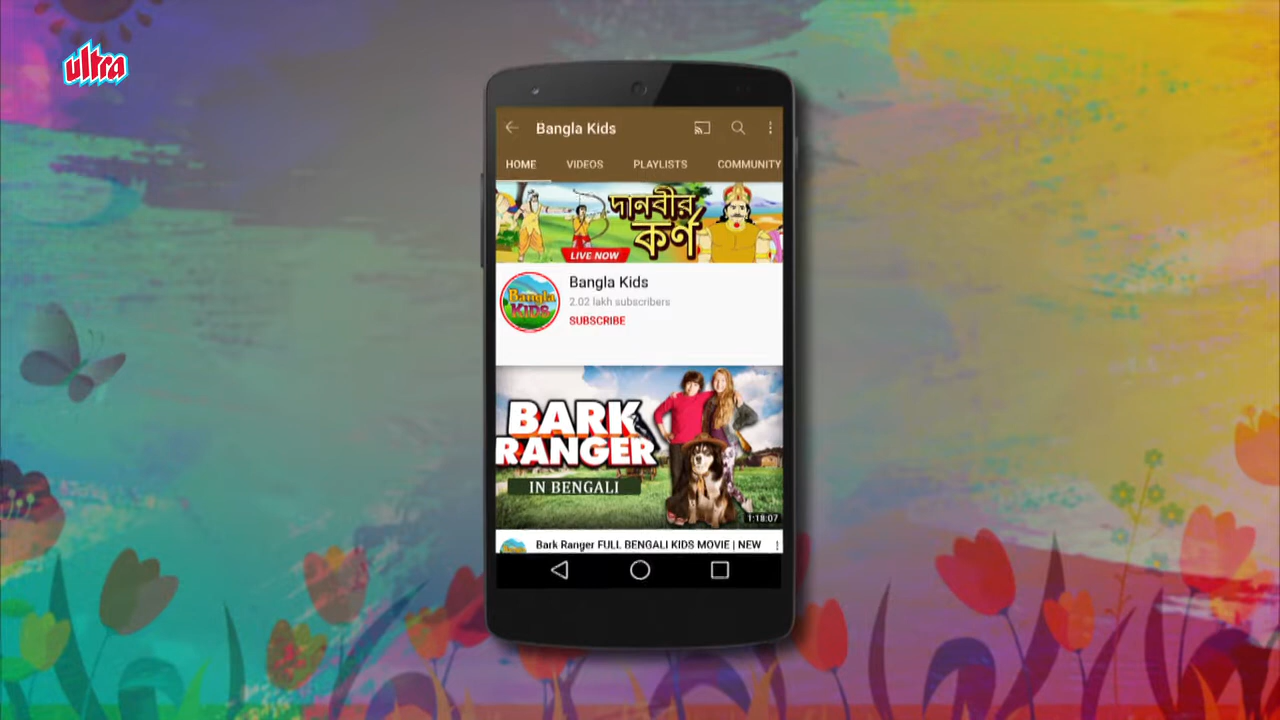 ultra
Bangla Kids
HOME VIDEOS PLAYLISTS COMMUNITY
দানবীর
কর্ণ
LIVE NOW
Bangla
KIDS
Bangla Kids
2.02 lakh subscribers
SUBSCRIBE
BARK
RANGER
IN BENGALI
1:18:07
Bark Ranger FULL BENGALI KIDS MOVIE | NEW